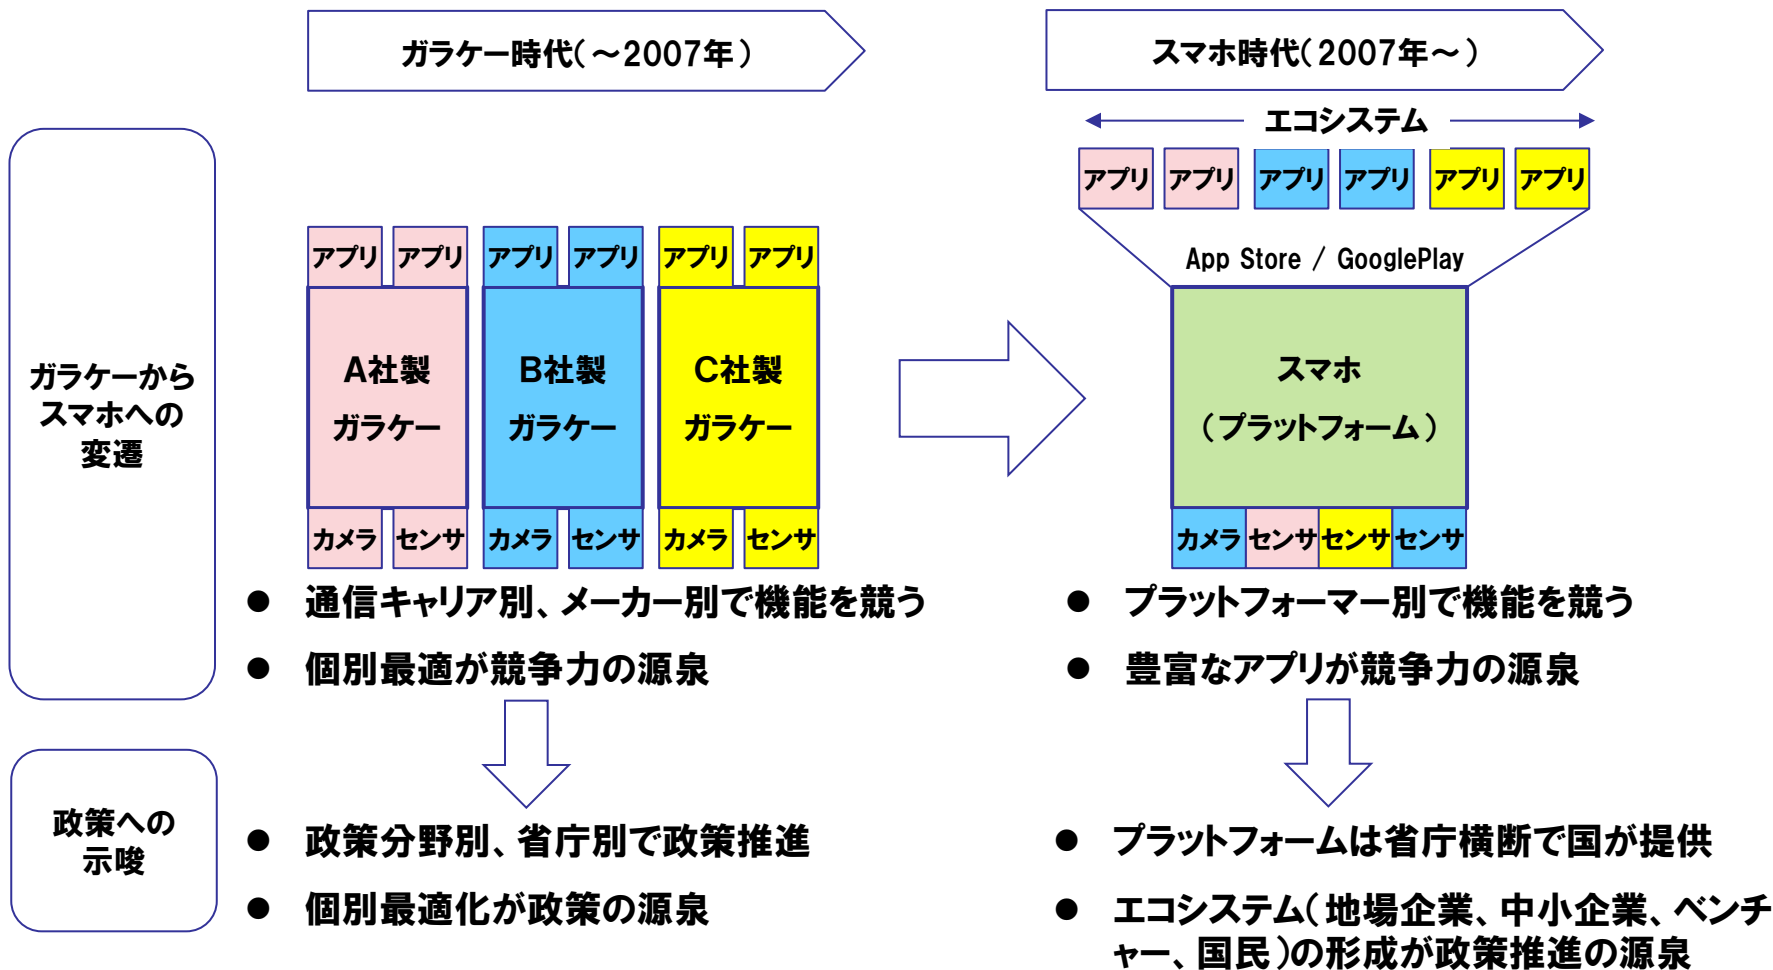 ガラケー時代(～2007年)
スマホ時代(2007年～)
エコシステム
アプリ アプリ アプリ アプリ アプリ アプリ
App Store / GooglePlay
アプリ アプリ アプリ アプリ アプリ アプリ
ガラケーから
スマホへの
変遷
A社製
ガラケー
B社製
ガラケー
C社製
ガラケー
スマホ
(プラットフォーム)
カメラ センサ カメラ センサ カメラ センサ
カメラ センサ センサ センサ
● 通信キャリア別、メーカー別で機能を競う
● 個別最適が競争力の源泉
● プラットフォーマー別で機能を競う
● 豊富なアプリが競争力の源泉
政策への
示唆
● 政策分野別、省庁別で政策推進
● 個別最適化が政策の源泉
● プラットフォームは省庁横断で国が提供
● エコシステム(地場企業、中小企業、ベンチ
ャー、国民)の形成が政策推進の源泉